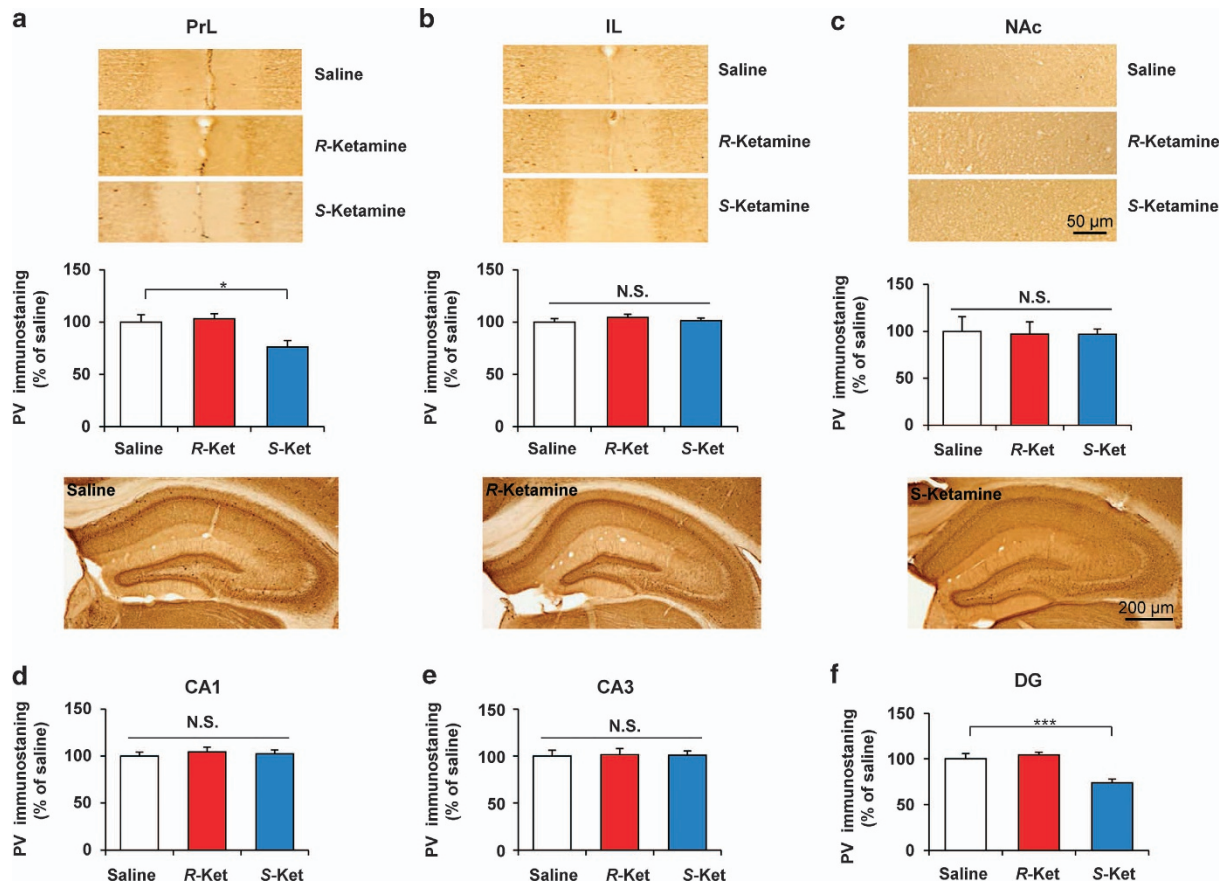 a
PrL
Saline
R-Ketamine
S-Ketamine
PV immunostaning
(% of saline)
150
100
50
0
*
Saline
R-Ket
S-Ket
b
IL
Saline
R-Ketamine
S-Ketamine
PV immunostaning
(% of saline)
150
100
50
0
N.S.
Saline
R-Ket
S-Ket
c
NAc
Saline
R-Ketamine
S-Ketamine
50 µm
PV immunostaning
(% of saline)
150
100
50
0
N.S.
Saline
R-Ket
S-Ket
Saline
R-Ketamine
S-Ketamine
200 µm
d
CA1
PV immunostaning
(% of saline)
150
100
50
0
N.S.
Saline
R-Ket
S-Ket
e
CA3
PV immunostaning
(% of saline)
150
100
50
0
N.S.
Saline
R-Ket
S-Ket
f
DG
PV immunostaning
(% of saline)
150
100
50
0
***
Saline
R-Ket
S-Ket